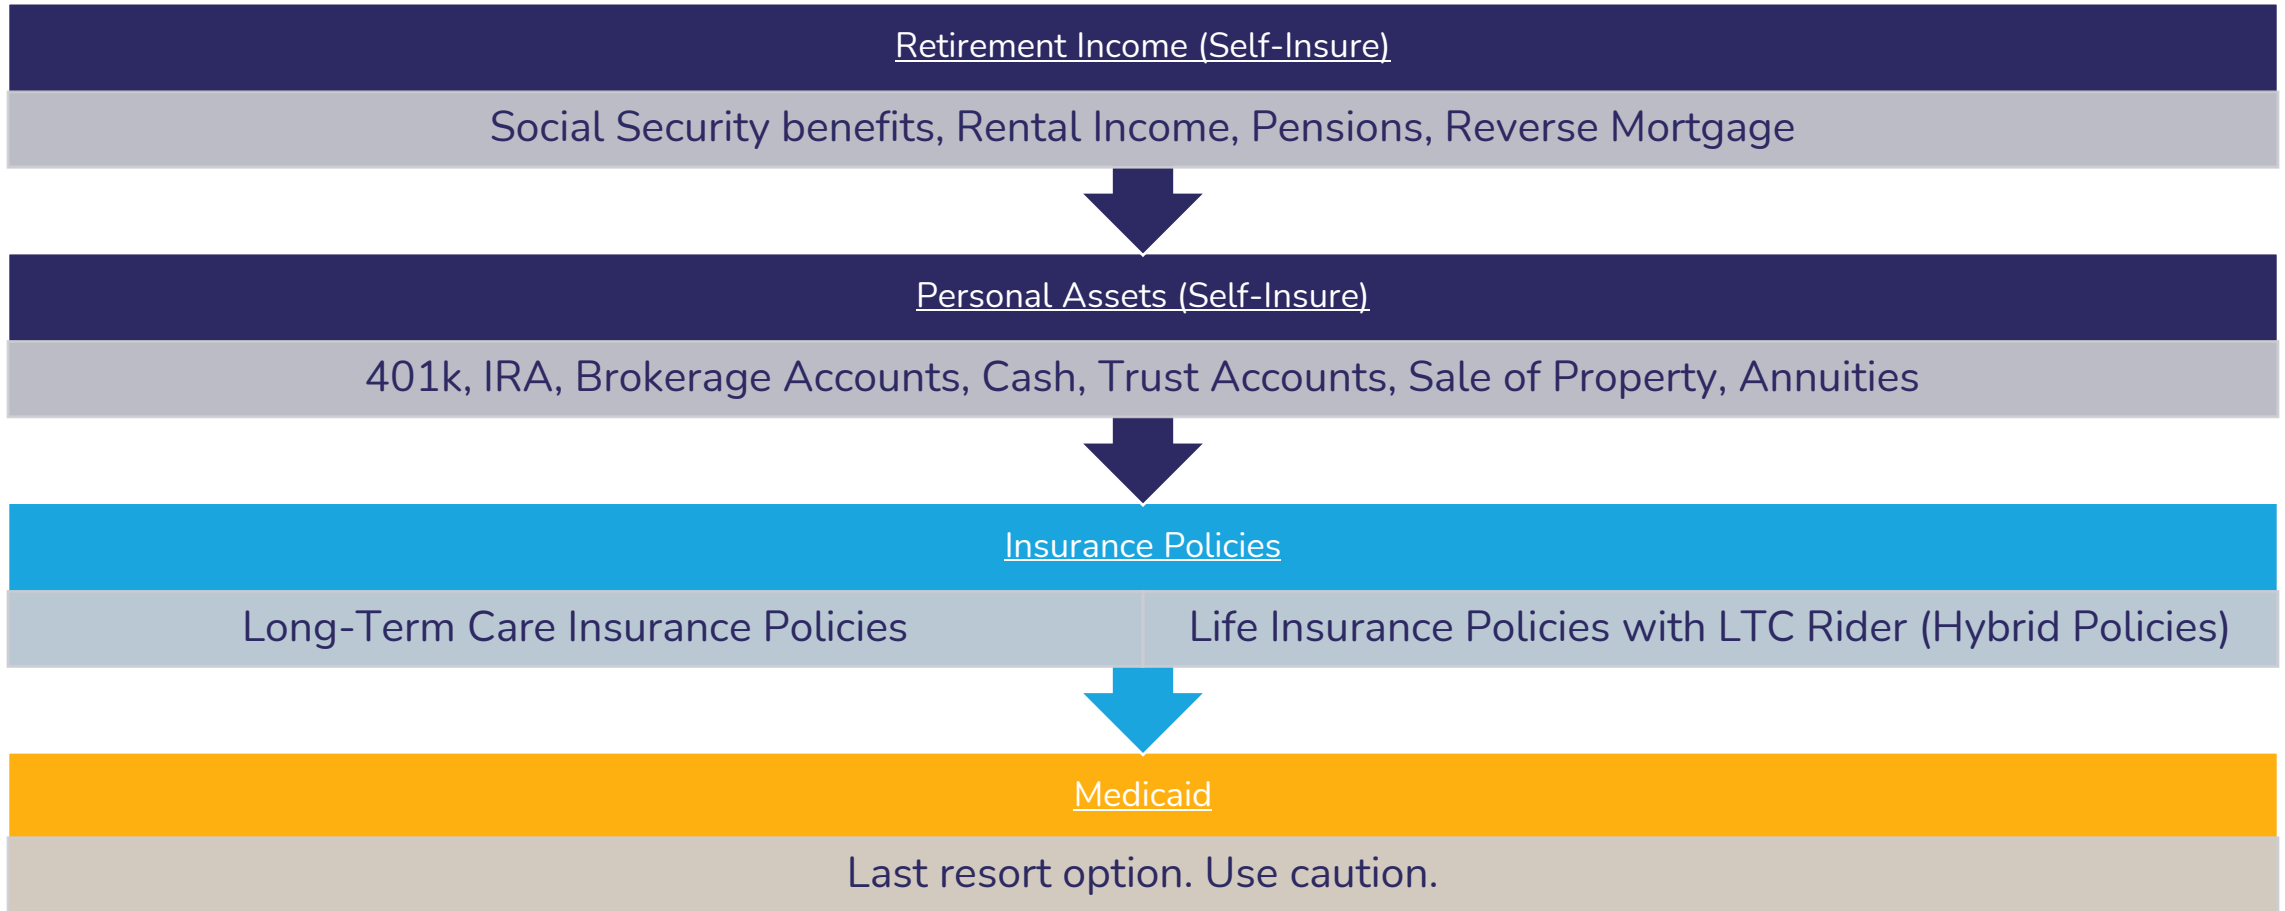 Retirement Income (Self-Insure)
Social Security benefits, Rental Income, Pensions, Reverse Mortgage
Personal Assets (Self-Insure)
401k, IRA, Brokerage Accounts, Cash, Trust Accounts, Sale of Property, Annuities
Insurance Policies
Long-Term Care Insurance Policies
Life Insurance Policies with LTC Rider (Hybrid Policies)
Medicaid
Last resort option. Use caution.